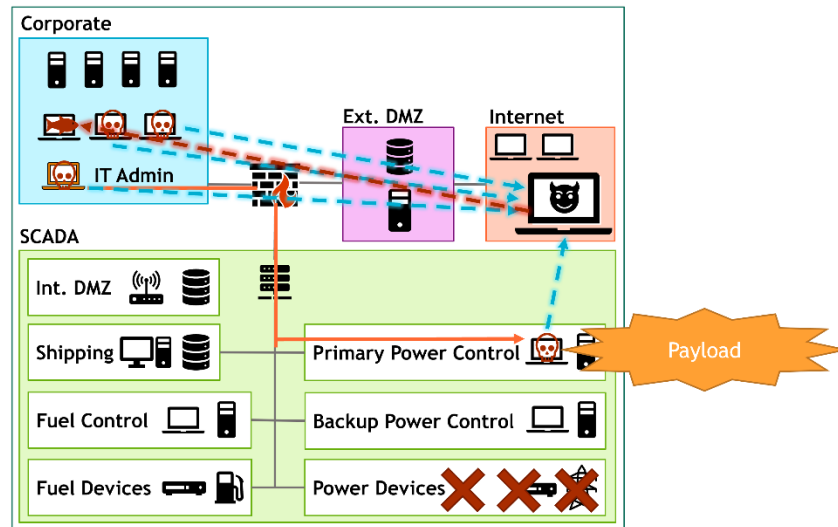 Corporate
Ext. DMZ
Internet
IT Admin
SCADA
Int. DMZ
Shipping
Primary Power Control
Payload
Fuel Control
Backup Power Control
Fuel Devices
Power Devices